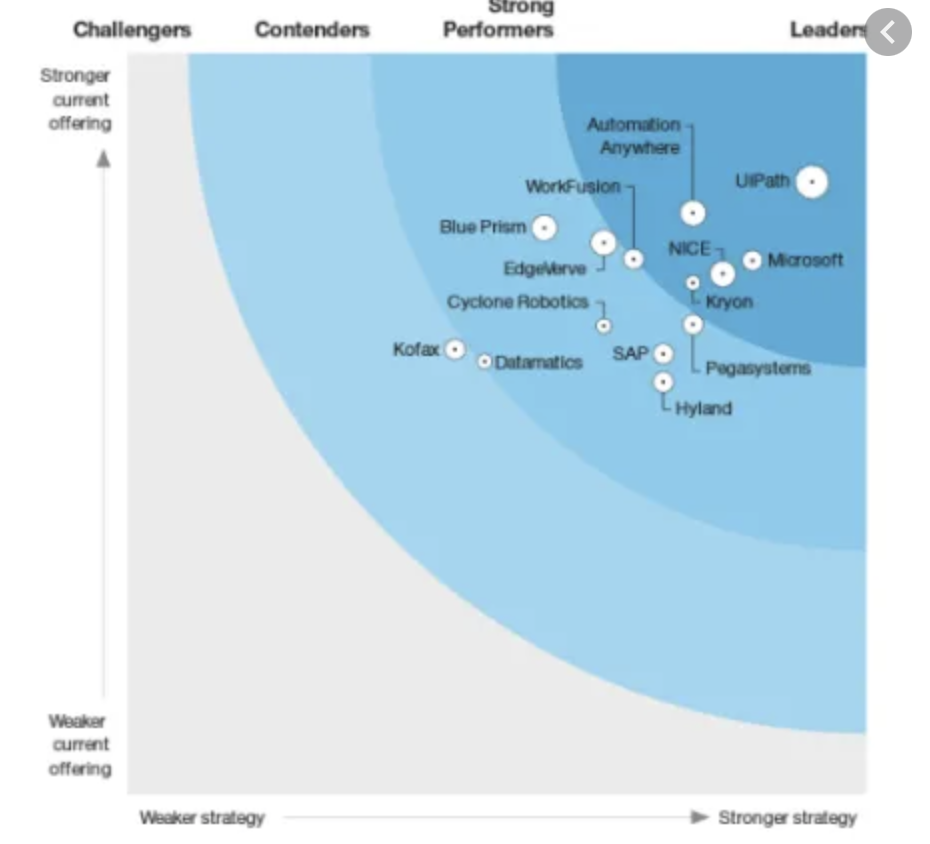 Challengers
Contenders
Strong
Performers
Leaders
Stronger
current
offering
Automation
Anywhere
UiPath
WorkFusion
Blue Prism
NICE
Microsoft
EdgeVerve
Cyclone Robotics
Kryon
Kofax
Datamatics
SAP
Pegasystems
Hyland
Weaker
current
offering
Weaker strategy
Stronger strategy